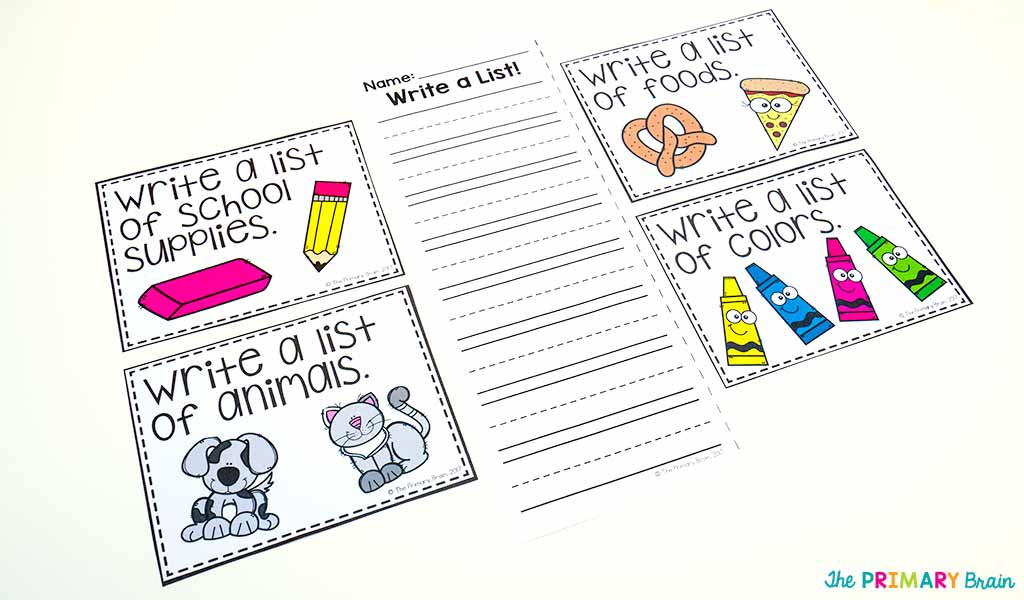 Name:
Write a List!
© The Primary Brain 2017
write a list
of school
supplies.
© The Primary Brain, 2017
write a list
of animals.
© The Primary Brain, 2017
write a list
of foods.
© The Primary Brain, 2017
write a list
of colors.
© The Primary Brain, 2017
The PRIMARY Brain